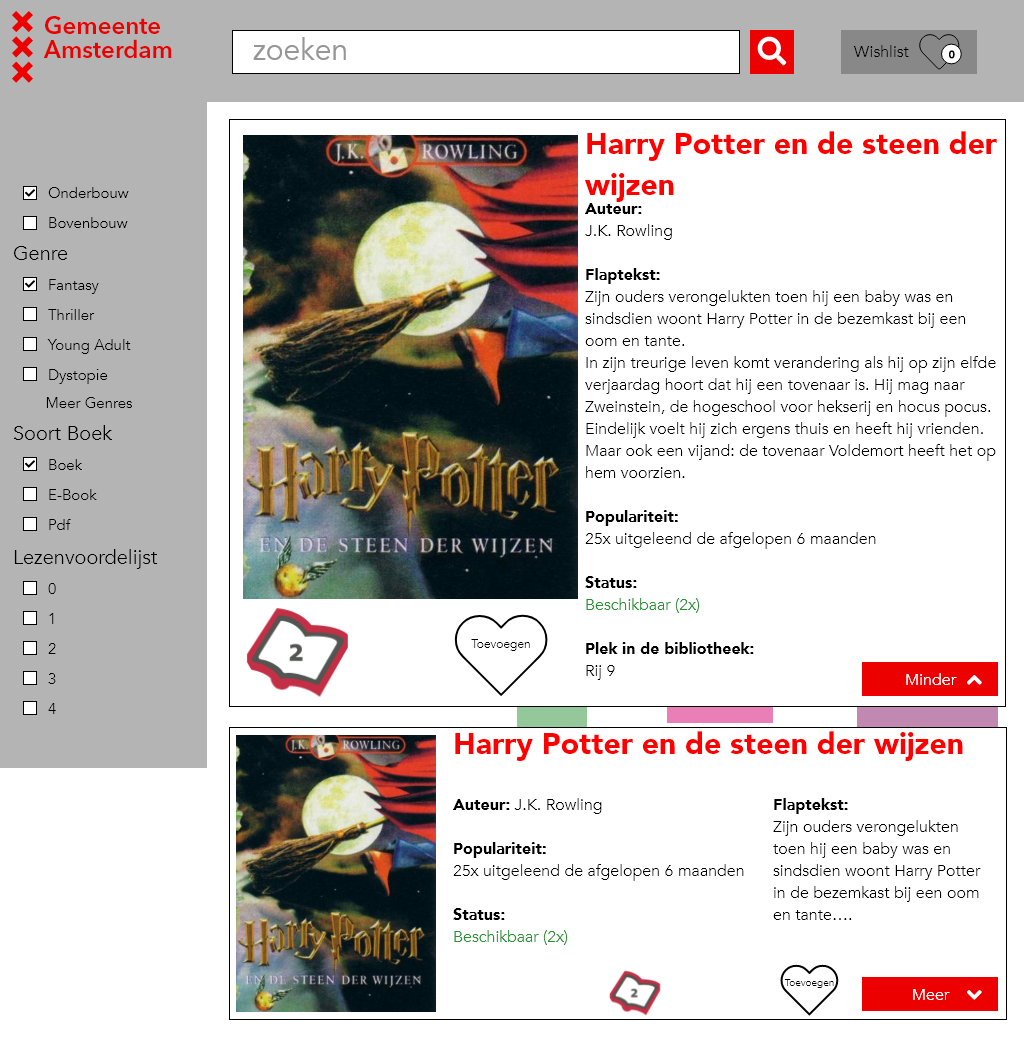 Gemeente
Amsterdam
zoeken
Wishlist 0
Onderbouw
Bovenbouw
Genre
Fantasy
Thriller
Young Adult
Dystopie
Meer Genres
Soort Boek
Boek
E-Book
Pdf
Lezenvoordelijst
0
1
2
3
4
J.K. ROWLING
Harry Potter
EN DE STEEN DER WIJZEN
2
Toevoegen
Harry Potter en de steen der
wijzen
Auteur:
J.K. Rowling
Flaptekst:
Zijn ouders verongelukten toen hij een baby was en
sindsdien woont Harry Potter in de bezemkast bij een
oom en tante.
In zijn treurige leven komt verandering als hij op zijn elfde
verjaardag hoort dat hij een tovenaar is. Hij mag naar
Zweinstein, de hogeschool voor hekserij en hocus pocus.
Eindelijk voelt hij zich ergens thuis en heeft hij vrienden.
Maar ook een vijand: de tovenaar Voldemort heeft het op
hem voorzien.
Populariteit:
25x uitgeleend de afgelopen 6 maanden
Status:
Beschikbaar (2x)
Plek in de bibliotheek:
Rij 9
Minder
J.K. ROWLING
Harry Potter
EN DE STEEN DER WIJZEN
Harry Potter en de steen der wijzen
Auteur: J.K. Rowling
Populariteit:
25x uitgeleend de afgelopen 6 maanden
Status:
Beschikbaar (2x)
Flaptekst:
Zijn ouders verongelukten
toen hij een baby was en
sindsdien woont Harry Potter
in de bezemkast bij een oom
en tante….
2
Toevoegen
Meer